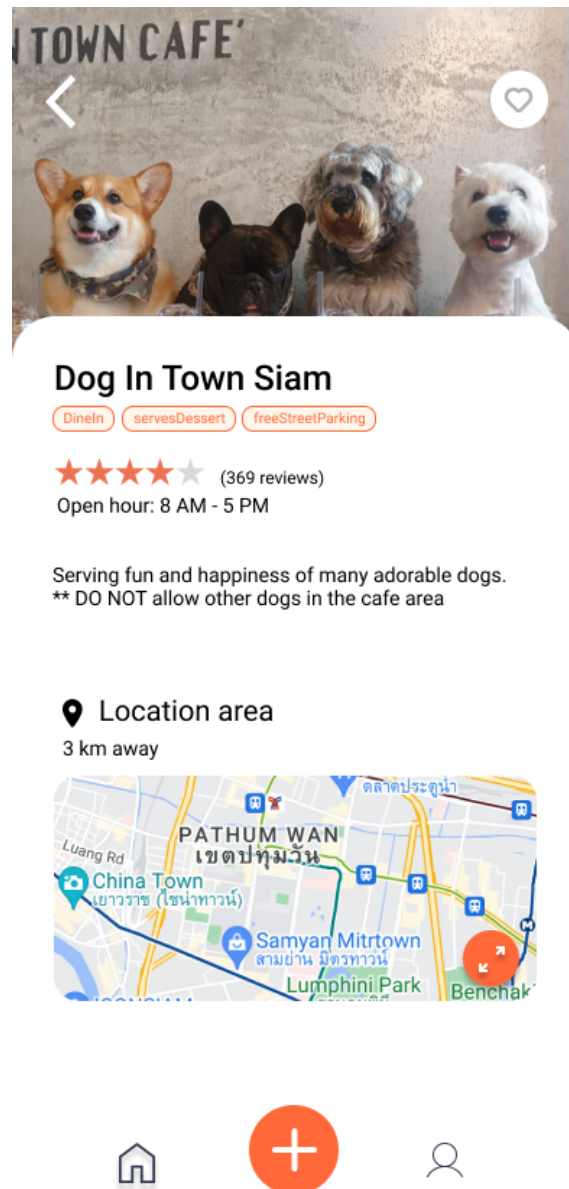 TOWN CAFE'
Dog In Town Siam
DineIn servesDessert freeStreetParking
(369 reviews)
Open hour: 8 AM - 5 PM
Serving fun and happiness of many adorable dogs.
** DO NOT allow other dogs in the cafe area
Location area
3 km away
ตลาดประตูน้ำ
PATHUM WAN
เขตปทุมวัน
Luang Rd
China Town
เยาวราช (ไชน่าทาวน์)
Samyan Mitrtown
สามย่าน มิตรทาวน์
M
Lumphini Park
Benchak